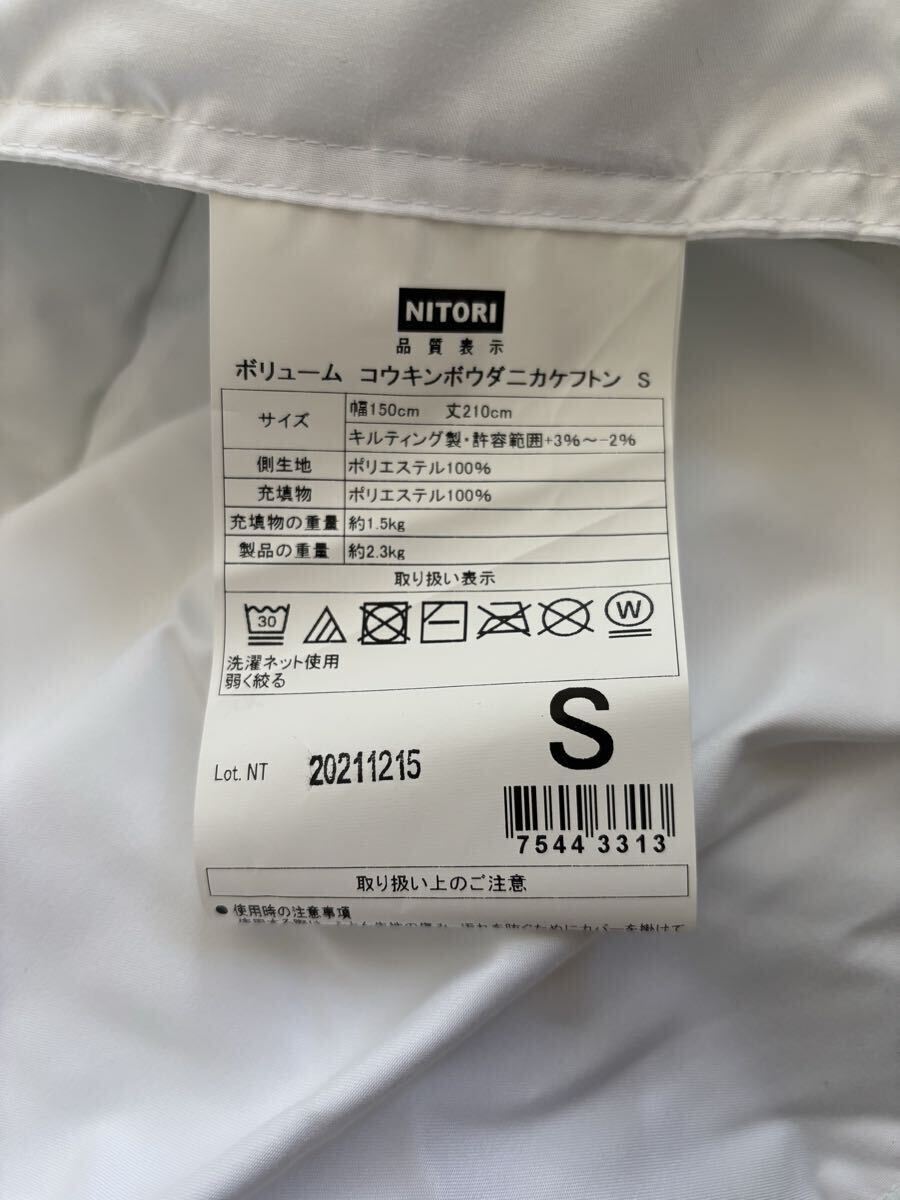 NITORI
品質表示
ボリューム コウキンボウダニカケフトン S
サイズ 幅150cm 丈210cm
キルティング製・許容範囲+3%～-2%
側生地 ポリエステル100%
充填物 ポリエステル100%
充填物の重量 約1.5kg
製品の重量 約2.3kg
取り扱い表示
30 W
洗濯ネット使用
弱く絞る
S
Lot. NT 20211215
7544 3313
取り扱い上のご注意
●使用時の注意事項